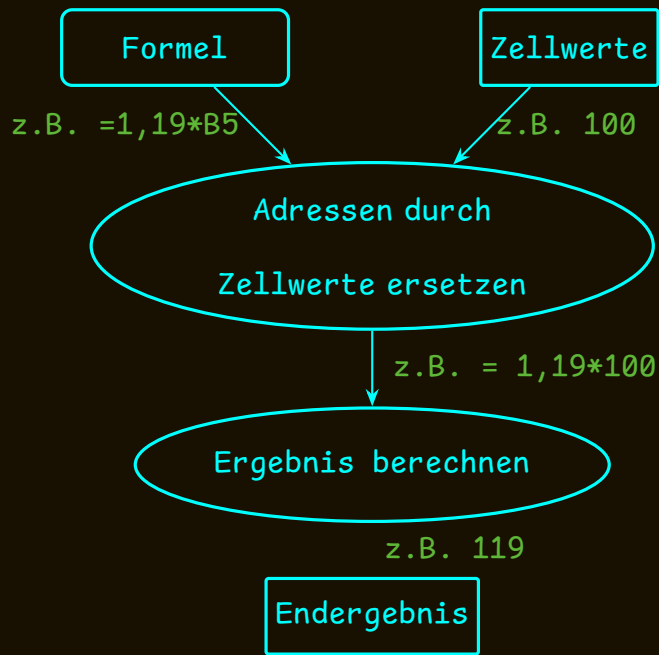 Formel
Zellwerte
z.B. =1,19*B5
z.B. 100
Adressen durch
Zellwerte ersetzen
z.B. = 1,19*100
Ergebnis berechnen
z.B. 119
Endergebnis